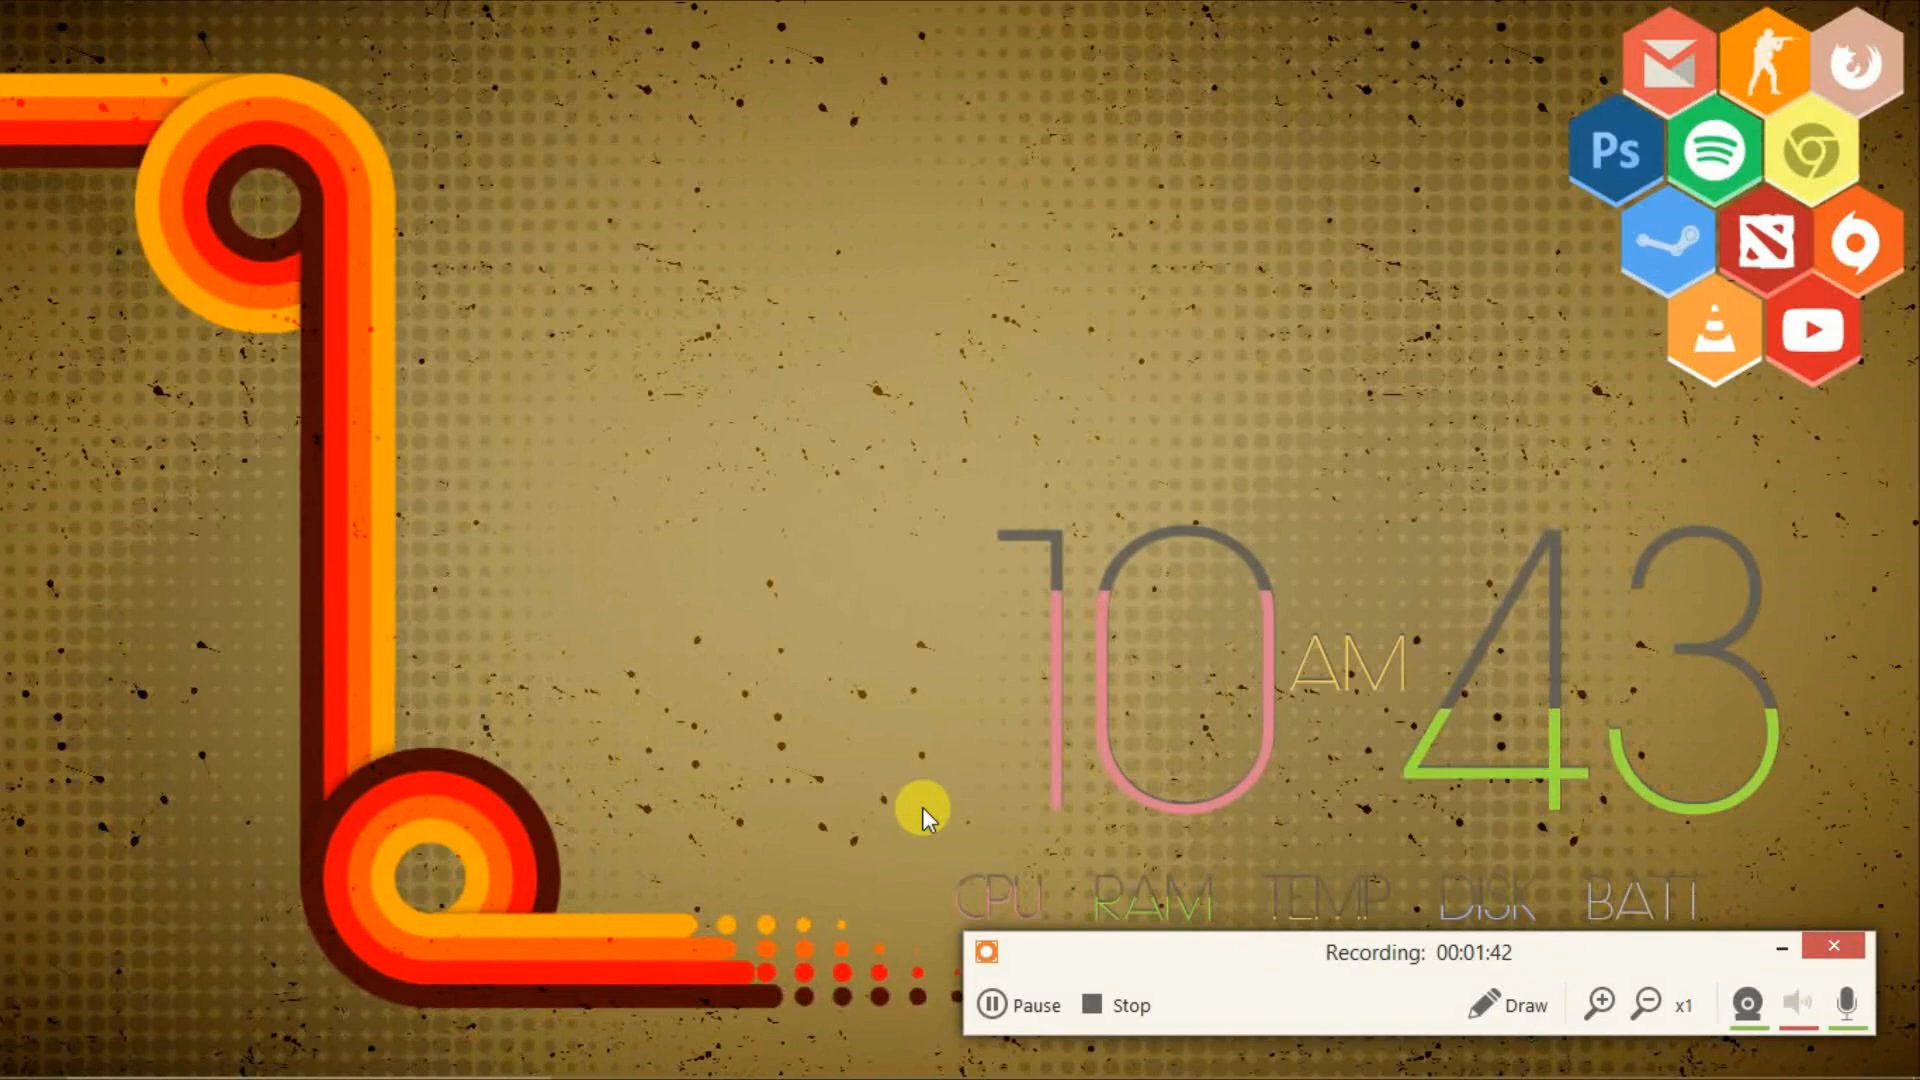 Ps
10 AM 43
CPU RAM TEMP DISK BATT
Recording: 00:01:42
Pause Stop Draw x1